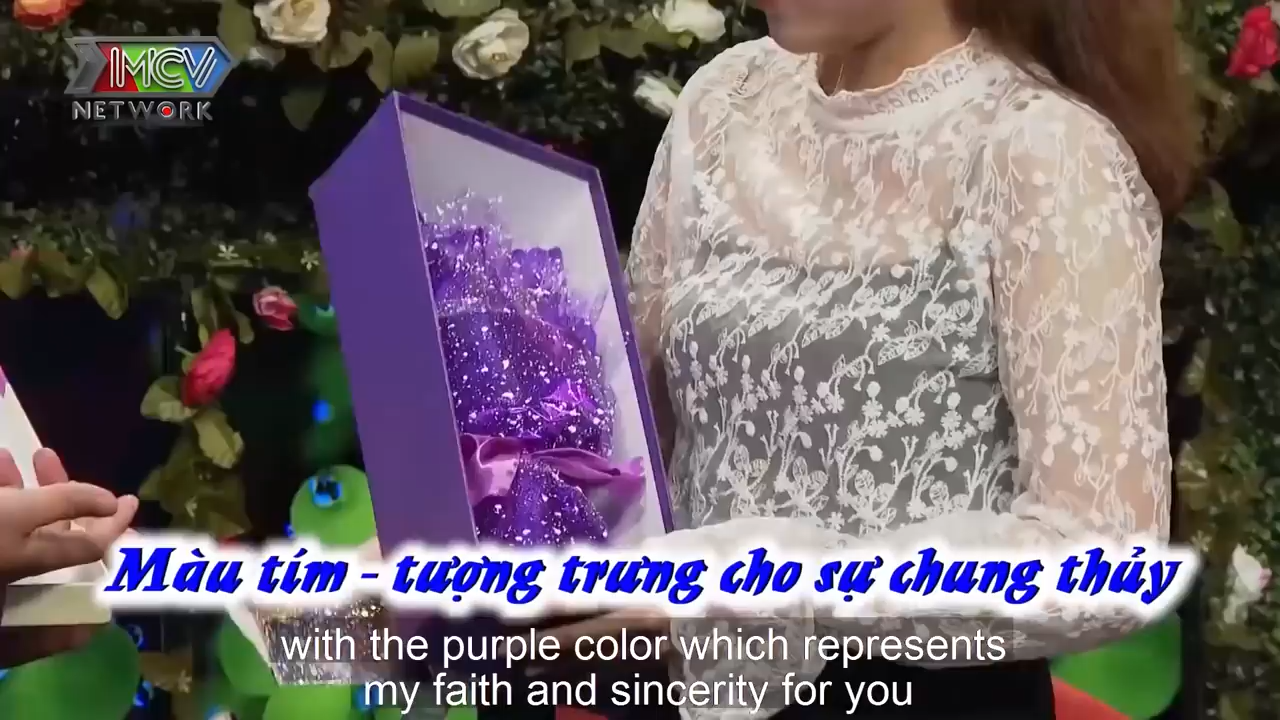 MCV
NETWORK
Màu tím - tượng trưng cho sự chung thủy
with the purple color which represents
my faith and sincerity for you